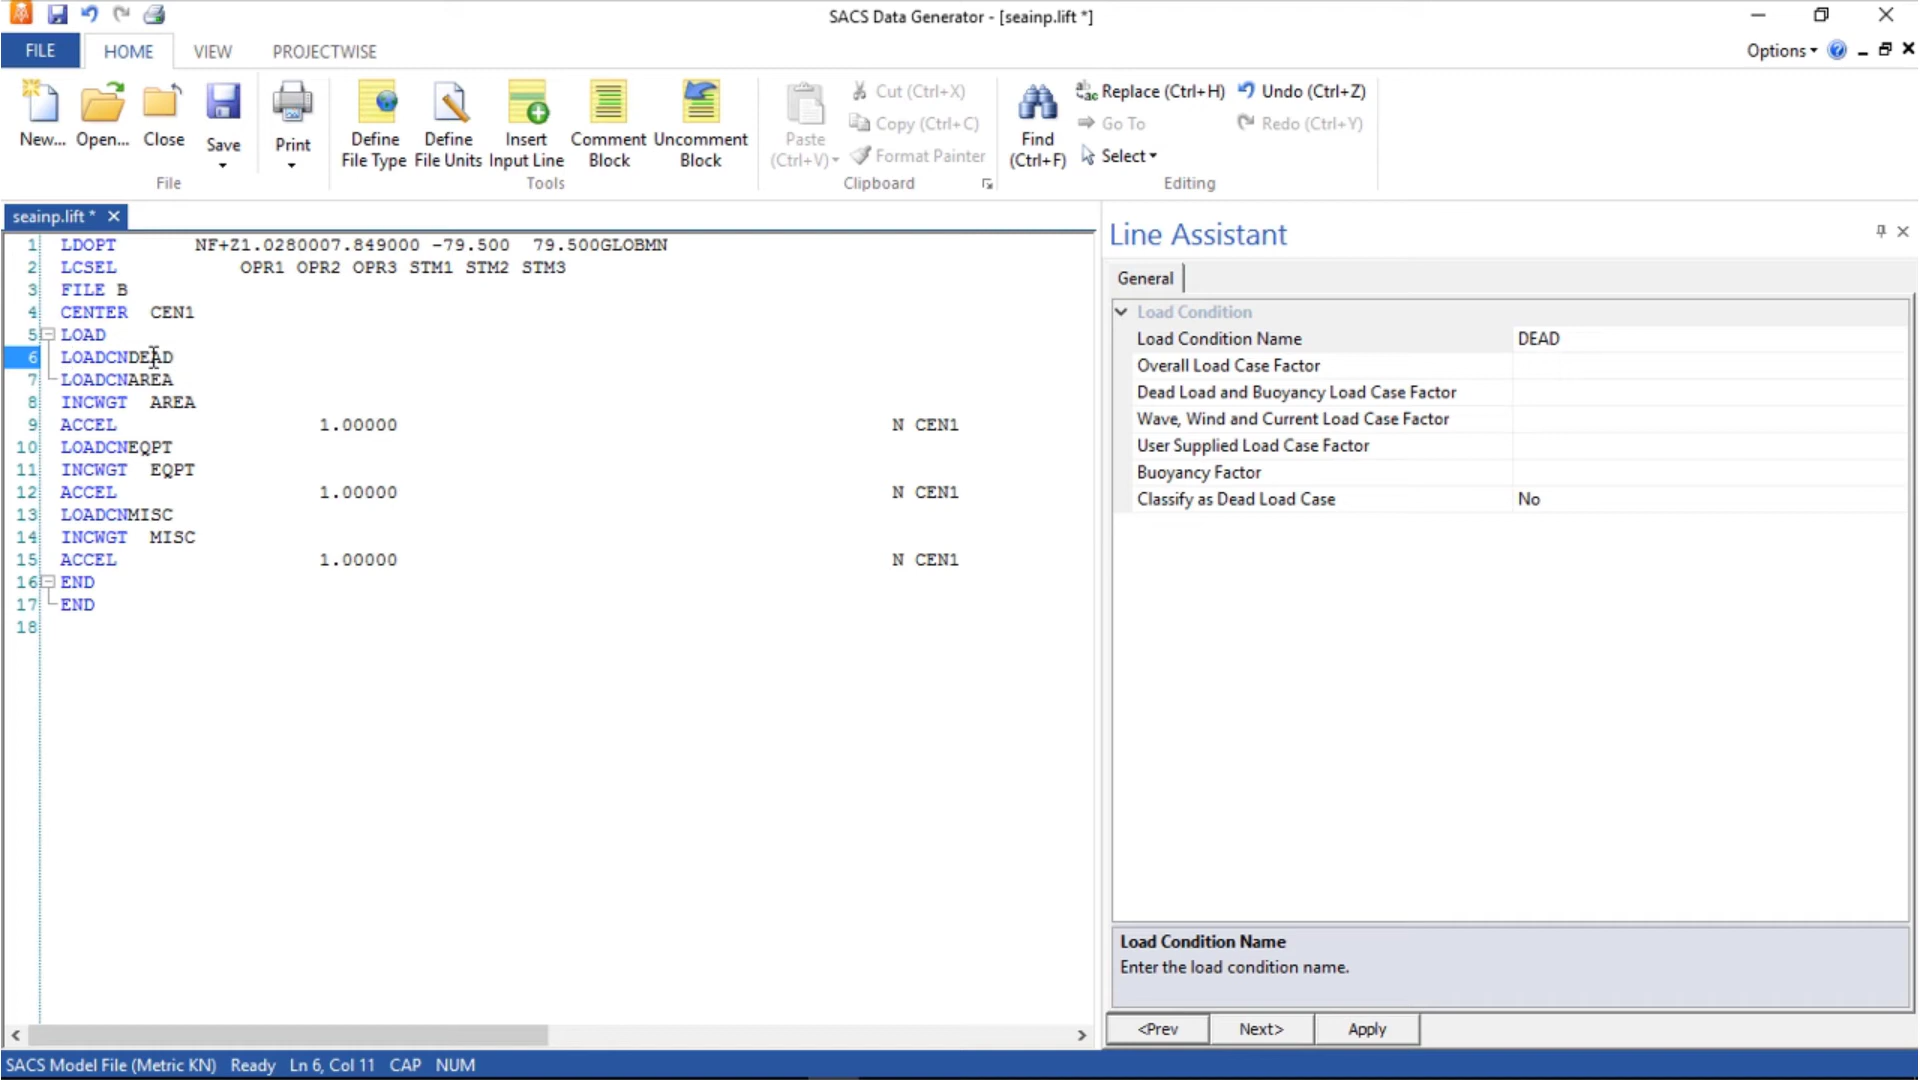 SACS Data Generator - [seainp.lift *]
FILE HOME VIEW PROJECTWISE Options
New... Open... Close Save Print
Define File Type
Define File Units
Insert Input Line
Comment Block
Uncomment Block
Paste (Ctrl+V)
Cut (Ctrl+X)
Copy (Ctrl+C)
Format Painter
Find (Ctrl+F)
Replace (Ctrl+H)
Go To
Select
Undo (Ctrl+Z)
Redo (Ctrl+Y)
File Tools Clipboard Editing
seainp.lift *
1 LDOPT NF+Z1.0280007.849000 -79.500 79.500GLOBMN
2 LCSEL OPR1 OPR2 OPR3 STM1 STM2 STM3
3 FILE B
4 CENTER CEN1
5 LOAD
6 LOADCNDEAD
7 LOADCNAREA
8 INCWGT AREA
9 ACCEL 1.00000 N CEN1
10 LOADCNEQPT
11 INCWGT EQPT
12 ACCEL 1.00000 N CEN1
13 LOADCNMISC
14 INCWGT MISC
15 ACCEL 1.00000 N CEN1
16 END
17 END
18
Line Assistant
General
Load Condition
Load Condition Name DEAD
Overall Load Case Factor
Dead Load and Buoyancy Load Case Factor
Wave, Wind and Current Load Case Factor
User Supplied Load Case Factor
Buoyancy Factor
Classify as Dead Load Case No
Load Condition Name
Enter the load condition name.
<Prev Next> Apply
SACS Model File (Metric KN) Ready Ln 6, Col 11 CAP NUM